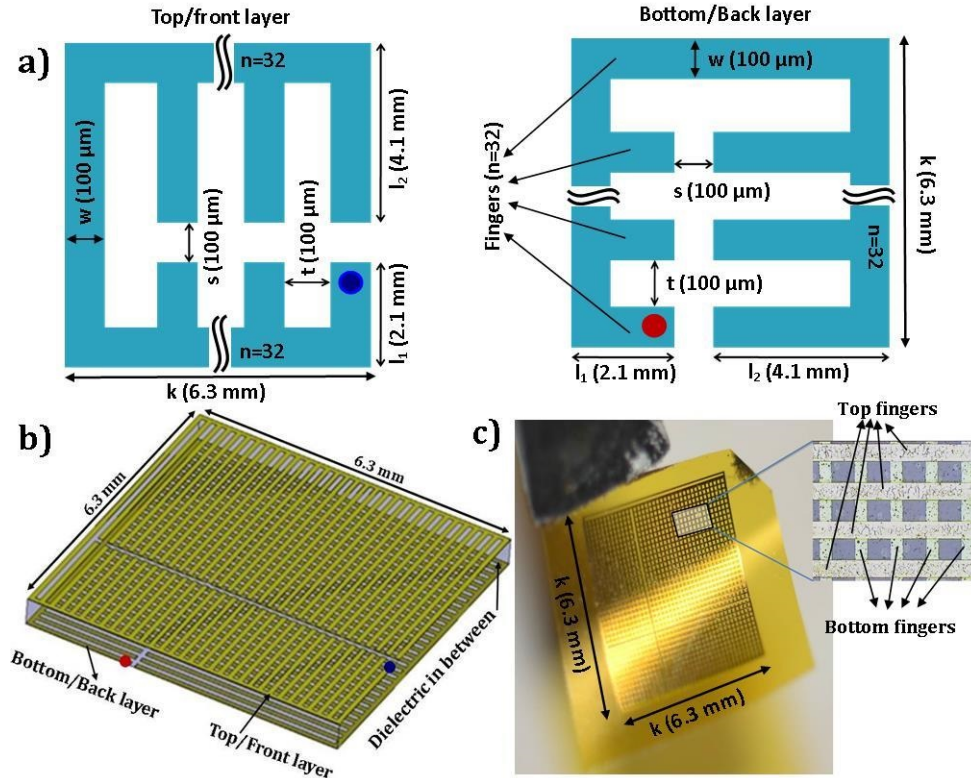 Top/front layer
Bottom/Back layer
a)
n=32
w (100 µm)
l₂ (4.1 mm)
w (100 µm)
s (100 µm)
t (100 µm)
l₁ (2.1 mm)
n=32
k (6.3 mm)
Fingers (n=32)
s (100 µm)
k (6.3 mm)
n=32
t (100 µm)
l₁ (2.1 mm)
l₂ (4.1 mm)
b)
6.3 mm
6.3 mm
Bottom/Back layer
Top/Front layer
Dielectric in between
c)
Top fingers
k (6.3 mm)
k (6.3 mm)
Bottom fingers